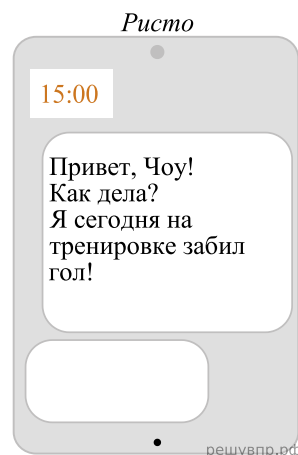 Ристо
15:00
Привет, Чоу!
Как дела?
Я сегодня на
тренировке забил
гол!
решувпр.рф